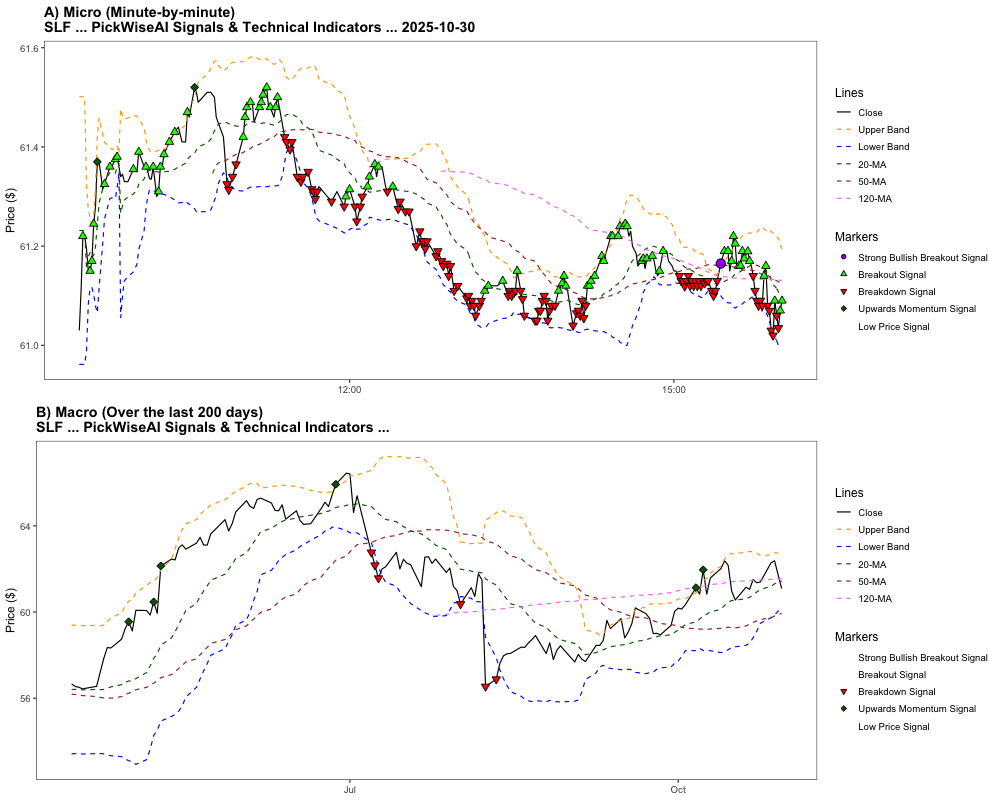 A) Micro (Minute-by-minute)
SLF ... PickWiseAI Signals & Technical Indicators ... 2025-10-30
Price ($)
61.6
61.4
61.2
61.0
12:00
15:00
Lines
Close
Upper Band
Lower Band
20-MA
50-MA
120-MA
Markers
Strong Bullish Breakout Signal
Breakout Signal
Breakdown Signal
Upwards Momentum Signal
Low Price Signal
B) Macro (Over the last 200 days)
SLF ... PickWiseAI Signals & Technical Indicators ...
Price ($)
64
60
56
Jul
Oct
Lines
Close
Upper Band
Lower Band
20-MA
50-MA
120-MA
Markers
Strong Bullish Breakout Signal
Breakout Signal
Breakdown Signal
Upwards Momentum Signal
Low Price Signal